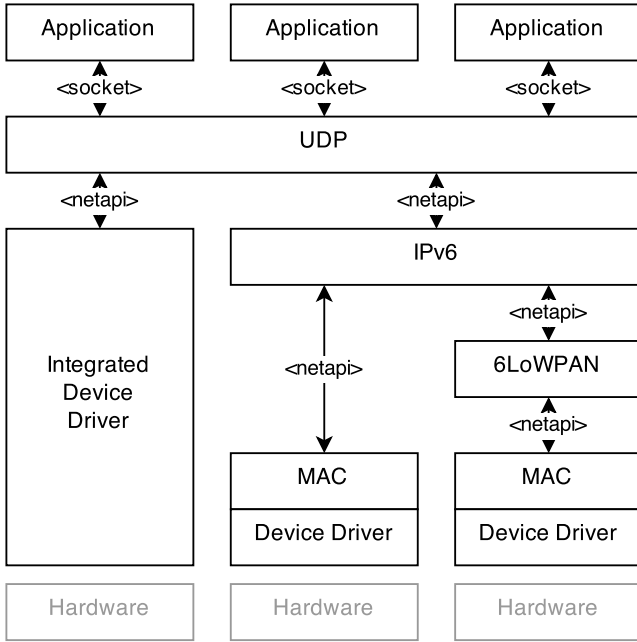 Application Application Application
<socket> <socket> <socket>
UDP
<netapi> <netapi>
IPv6
<netapi>
Integrated
Device
Driver
<netapi>
6LoWPAN
<netapi>
MAC MAC
Device Driver Device Driver
Hardware Hardware Hardware